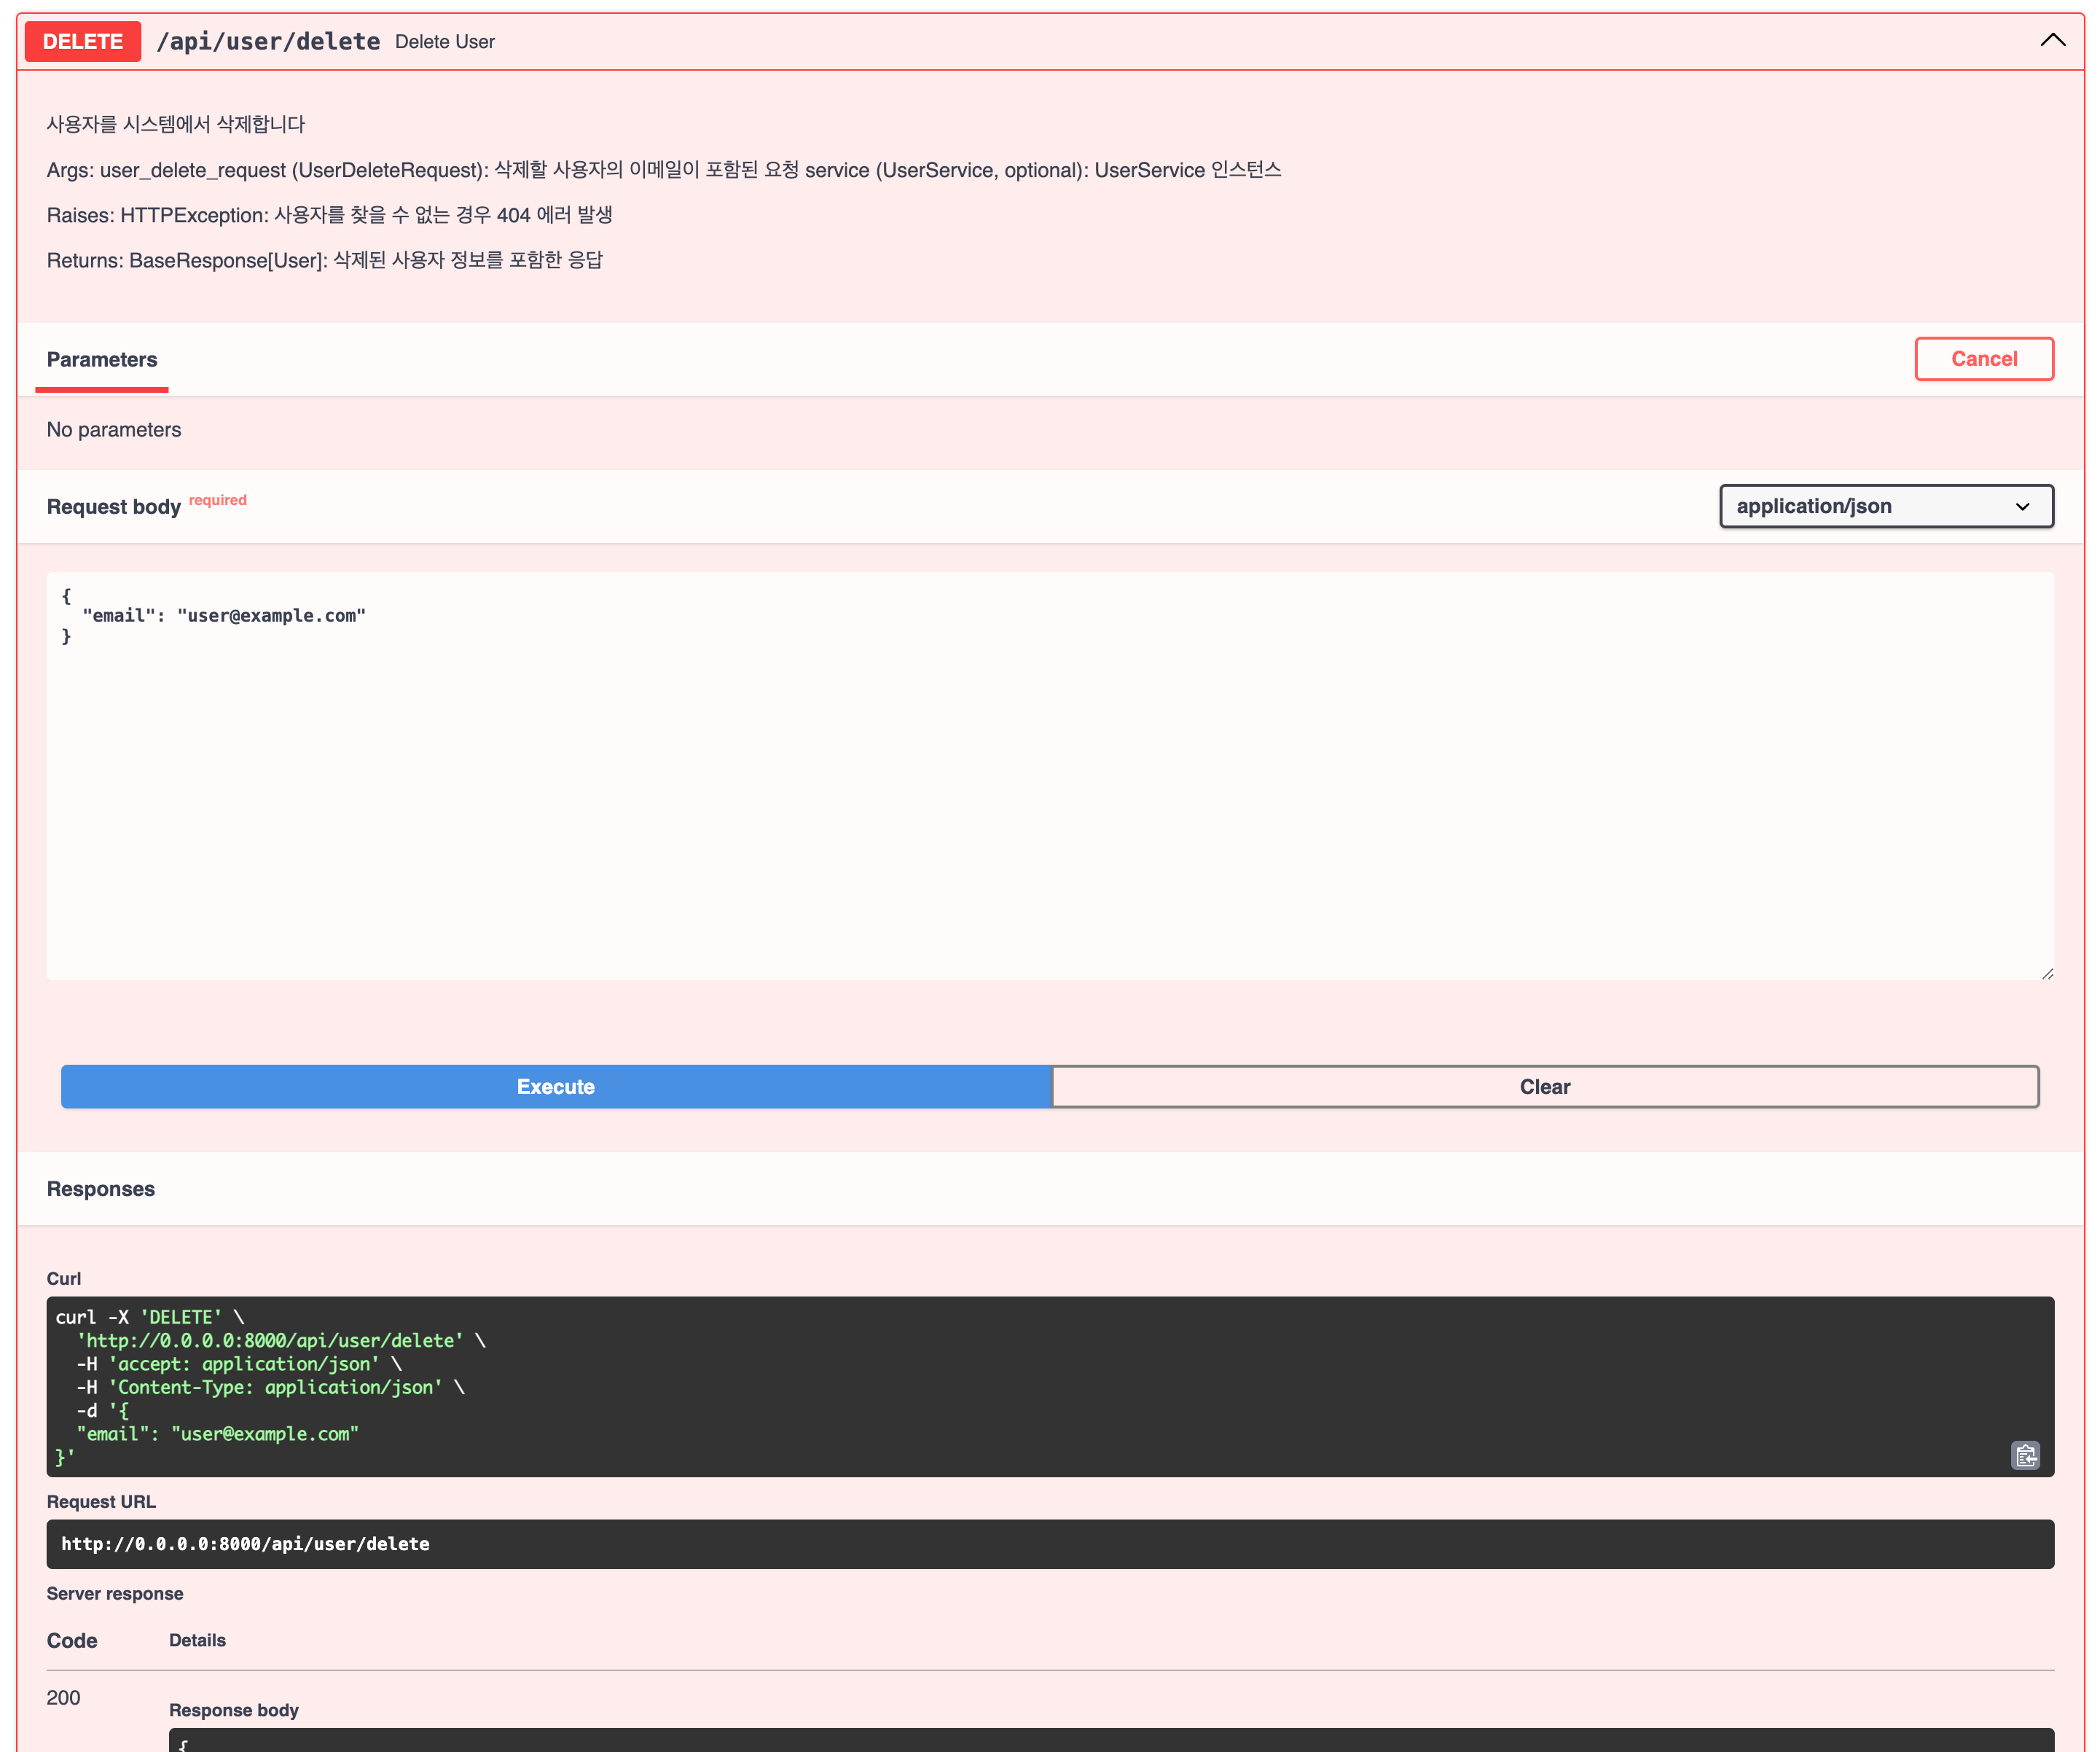 DELETE /api/user/delete Delete User
사용자를 시스템에서 삭제합니다
Args: user_delete_request (UserDeleteRequest): 삭제할 사용자의 이메일이 포함된 요청 service (UserService, optional): UserService 인스턴스
Raises: HTTPException: 사용자를 찾을 수 없는 경우 404 에러 발생
Returns: BaseResponse[User]: 삭제된 사용자 정보를 포함한 응답
Parameters
Cancel
No parameters
Request body required
application/json
{
  "email": "user@example.com"
}
Execute
Clear
Responses
Curl
curl -X 'DELETE' \
  'http://0.0.0.0:8000/api/user/delete' \
  -H 'accept: application/json' \
  -H 'Content-Type: application/json' \
  -d '{
  "email": "user@example.com"
}'
Request URL
http://0.0.0.0:8000/api/user/delete
Server response
Code Details
200
Response body
{